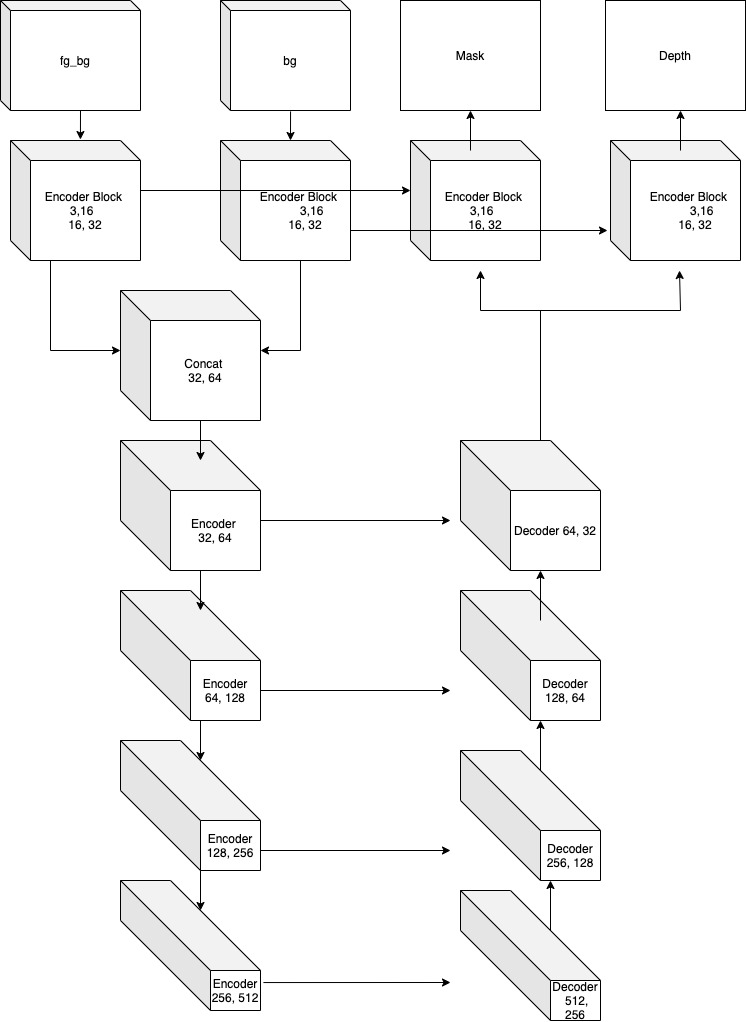 fg_bg
bg
Mask
Depth
Encoder Block
3,16
16, 32
Encoder Block
3,16
16, 32
Encoder Block
3,16
16, 32
Encoder Block
3,16
16, 32
Concat
32, 64
Encoder
32, 64
Decoder 64, 32
Encoder
64, 128
Decoder
128, 64
Encoder
128, 256
Decoder
256, 128
Encoder
256, 512
Decoder
512,
256